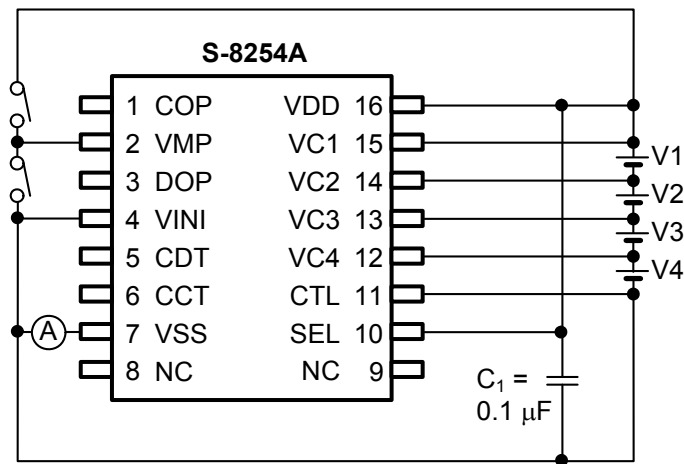 S-8254A
1 COP VDD 16
2 VMP VC1 15
V1
3 DOP VC2 14
V2
4 VINI VC3 13
V3
5 CDT VC4 12
V4
6 CCT CTL 11
A
7 VSS SEL 10
8 NC NC 9
C₁ =
0.1 µF